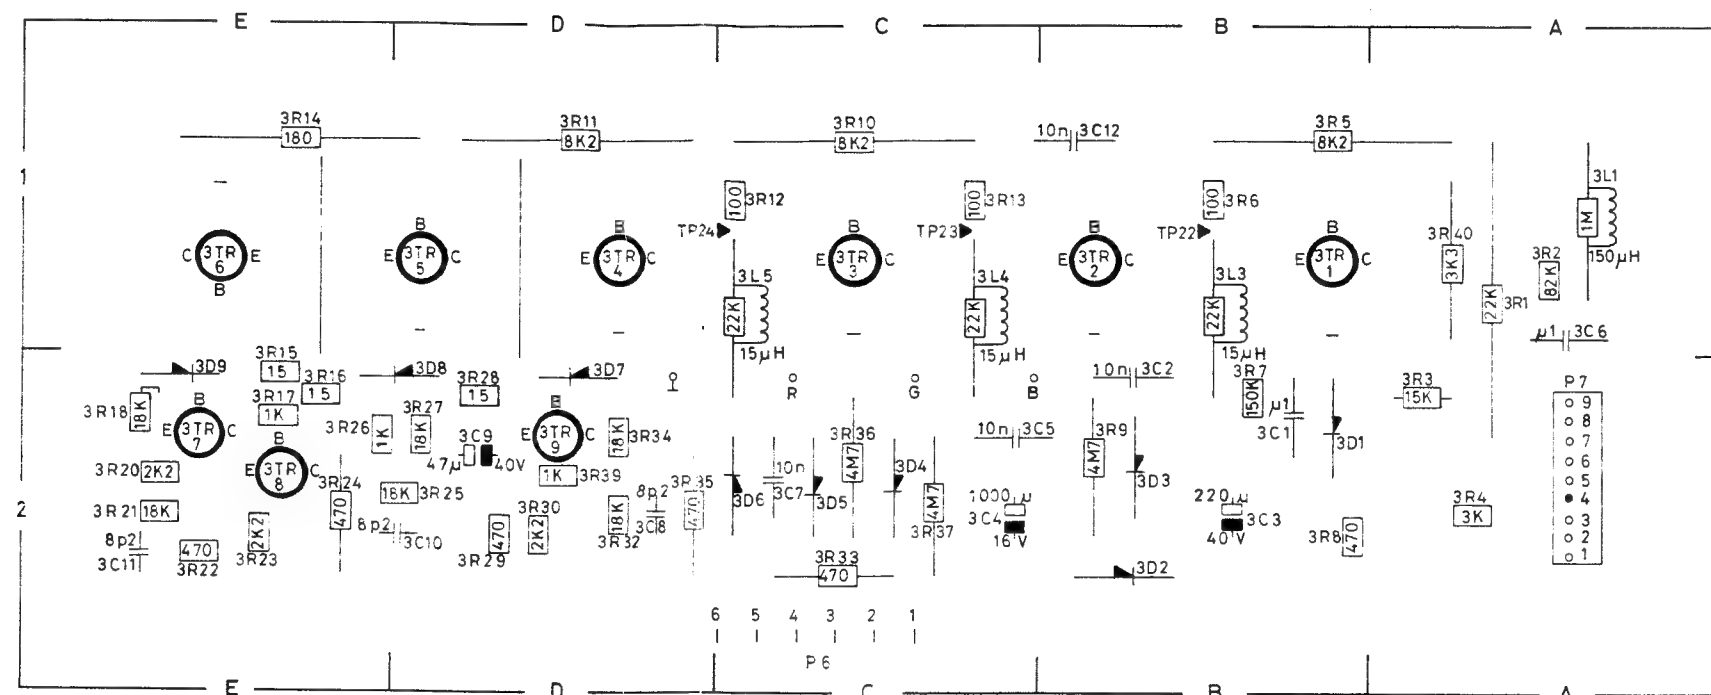 E D C B A
3R14 3R11 3R10 10n 3C12 3R5
180 8K2 8K2 8K2
1
3L1
100 3R12 100 3R13 100 3R6
1M
B B B B B
TP24 TP23 TP22
3R40
C 3TR 6 E
E 3TR 5 C
E 3TR 4 C
E 3TR 3 C
E 3TR 2 C
E 3TR 1 C
B
3K3
3R2
82K
150µH
3L5 3L4 3L3
22K 22K 22K 22K 3R1
µ1 3C6
15µH 15µH 15µH
3R15 3D9 3D8 3R28 3D7 10n 3C2 3R7 3R3 P7
15 3R16 15 15
R G B
150K 15K
3R17
1K
3R18 18K
B
E 3TR 7 C
3R26 1K
3R27 18K
3C9
47µ 40V
B
E 3TR 9 C
18K 3R34
3R36
4M7
10n 3C5
3R9
4M7
µ1
3C1
3D1
9
8
7
6
5
4
3
2
1
B
E 3TR 8 C
3R20 2K2
3R24
470
1K 3R39
3R35
470
10n
3C7
3D6
3D5
3D4
3D3
2
3R21 18K
18K 3R25
3R30
2K2
18K
3R32
8p2
3C8
4M7
3R37
1000µ
3C4
16V
220µ
3C3
40V
3R4
3K
8p2
3C11
470
3R22
2K2
3R23
8p2
3C10
470
3R29
3R8 470
3R33
470
3D2
6 5 4 3 2 1
P6
E D C B A